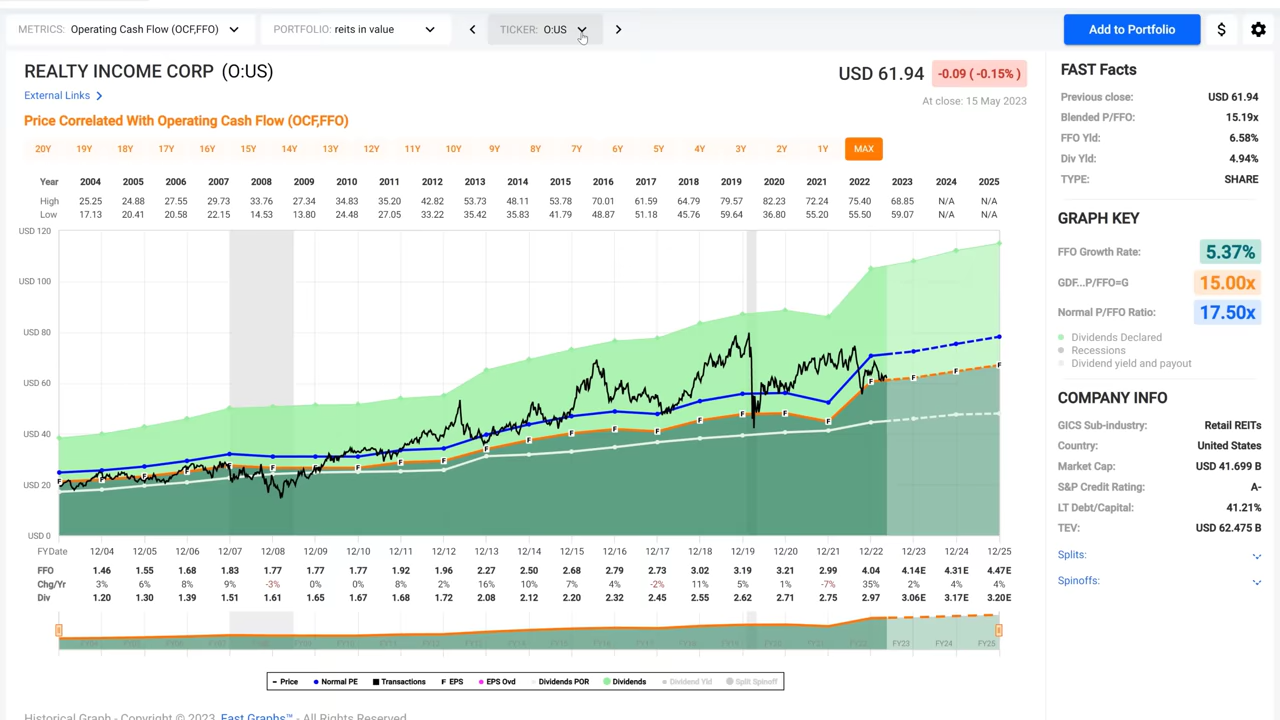 METRICS: Operating Cash Flow (OCF,FFO) PORTFOLIO: reits in value TICKER: O:US Add to Portfolio $
REALTY INCOME CORP (O:US) USD 61.94 -0.09 ( -0.15% )
External Links At close: 15 May 2023
Price Correlated With Operating Cash Flow (OCF,FFO)
20Y 19Y 18Y 17Y 16Y 15Y 14Y 13Y 12Y 11Y 10Y 9Y 8Y 7Y 6Y 5Y 4Y 3Y 2Y 1Y MAX
Year 2004 2005 2006 2007 2008 2009 2010 2011 2012 2013 2014 2015 2016 2017 2018 2019 2020 2021 2022 2023 2024 2025
High 25.25 24.88 27.55 29.73 33.76 27.34 34.83 35.20 42.82 53.73 48.11 53.78 70.01 61.59 64.79 79.57 82.23 72.24 75.40 68.85 N/A N/A
Low 17.13 20.41 20.58 22.15 14.53 13.80 24.48 27.05 33.22 35.42 35.83 41.79 48.87 51.18 45.76 59.64 36.80 55.20 55.50 59.07 N/A N/A
USD 120
USD 100
USD 80
USD 60
USD 40
USD 20
USD 0
F F F F F F F F F F F F F F F F F F F F F F
FYDate 12/04 12/05 12/06 12/07 12/08 12/09 12/10 12/11 12/12 12/13 12/14 12/15 12/16 12/17 12/18 12/19 12/20 12/21 12/22 12/23 12/24 12/25
FFO 1.46 1.55 1.68 1.83 1.77 1.77 1.77 1.92 1.96 2.27 2.50 2.68 2.79 2.73 3.02 3.19 3.21 2.99 4.04 4.14E 4.31E 4.47E
Chg/Yr 3% 6% 8% 9% -3% 0% 0% 8% 2% 16% 10% 7% 4% -2% 11% 5% 1% -7% 35% 2% 4% 4%
Div 1.20 1.30 1.39 1.51 1.61 1.65 1.67 1.68 1.72 2.08 2.12 2.20 2.32 2.45 2.55 2.62 2.71 2.75 2.97 3.06E 3.17E 3.20E
FY23 FY24 FY25
Price Normal PE Transactions F EPS EPS Ovd Dividends POR Dividends Dividend Yld Split Spinoff
Historical Graph - Copyright © 2023, Fast Graphs™ - All Rights Reserved
FAST Facts
Previous close: USD 61.94
Blended P/FFO: 15.19x
FFO Yld: 6.58%
Div Yld: 4.94%
TYPE: SHARE
GRAPH KEY
FFO Growth Rate: 5.37%
GDF...P/FFO=G 15.00x
Normal P/FFO Ratio: 17.50x
Dividends Declared
Recessions
Dividend yield and payout
COMPANY INFO
GICS Sub-industry: Retail REITs
Country: United States
Market Cap: USD 41.699 B
S&P Credit Rating: A-
LT Debt/Capital: 41.21%
TEV: USD 62.475 B
Splits:
Spinoffs: